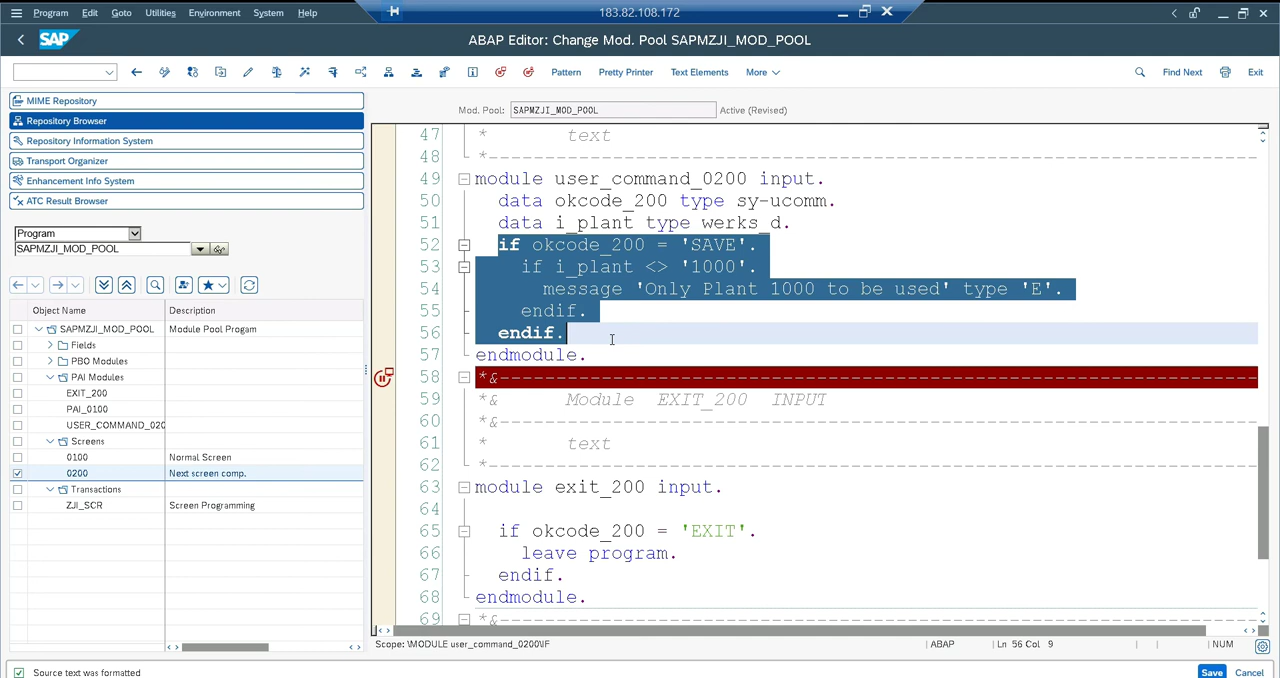 Program Edit Goto Utilities Environment System Help 183.82.108.172
SAP ABAP Editor: Change Mod. Pool SAPMZJI_MOD_POOL
Pattern Pretty Printer Text Elements More Find Next Exit
MIME Repository
Repository Browser
Repository Information System
Transport Organizer
Enhancement Info System
ATC Result Browser
Program
SAPMZJI_MOD_POOL
Object Name Description
SAPMZJI_MOD_POOL Module Pool Progam
Fields
PBO Modules
PAI Modules
EXIT_200
PAI_0100
USER_COMMAND_020
Screens
0100 Normal Screen
0200 Next screen comp.
Transactions
ZJI_SCR Screen Programming
Mod. Pool: SAPMZJI_MOD_POOL Active (Revised)
47 * text
48 *----------------------------------------------------------------------
49 module user_command_0200 input.
50 data okcode_200 type sy-ucomm.
51 data i_plant type werks_d.
52 if okcode_200 = 'SAVE'.
53 if i_plant <> '1000'.
54 message 'Only Plant 1000 to be used' type 'E'.
55 endif.
56 endif.
57 endmodule.
58 *&---------------------------------------------------------------------
59 *& Module EXIT_200 INPUT
60 *&---------------------------------------------------------------------
61 * text
62 *----------------------------------------------------------------------
63 module exit_200 input.
64
65 if okcode_200 = 'EXIT'.
66 leave program.
67 endif.
68 endmodule.
69 *&---------------------------------------------------------------------
Scope: \MODULE user_command_0200\IF ABAP Ln 56 Col 9 NUM
Source text was formatted Save Cancel